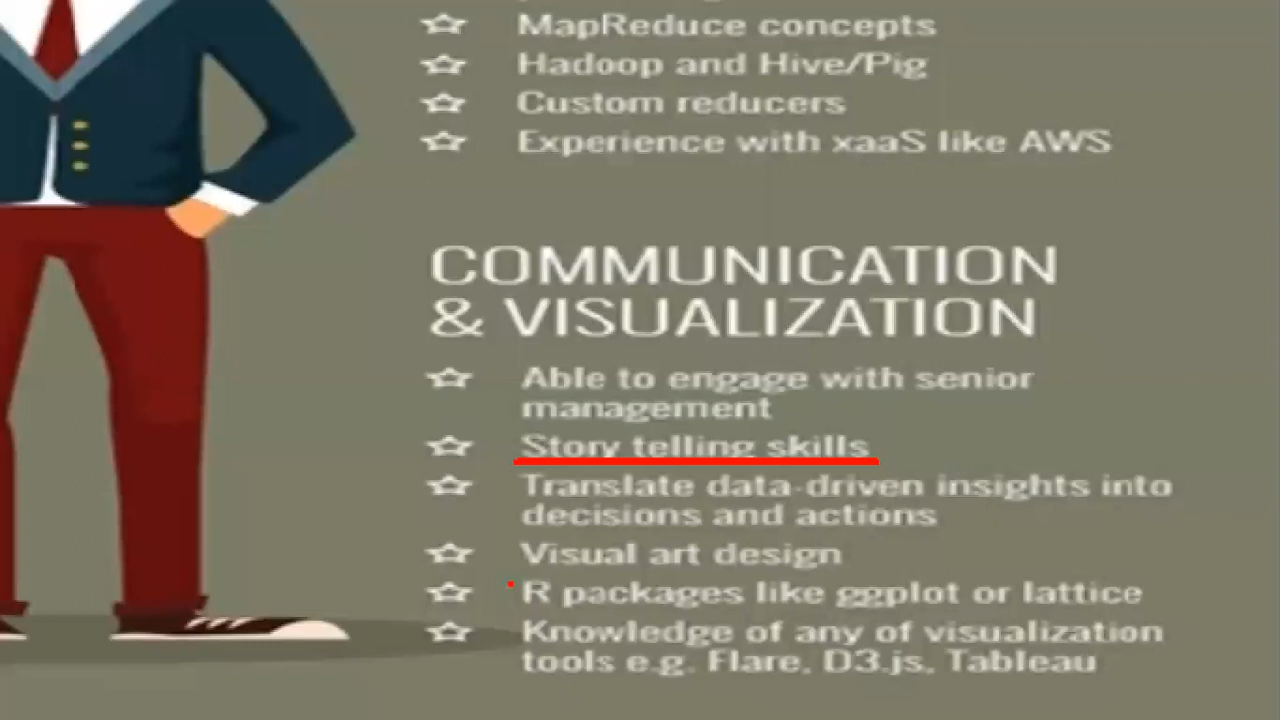 MapReduce concepts
Hadoop and Hive/Pig
Custom reducers
Experience with xaaS like AWS
COMMUNICATION
& VISUALIZATION
Able to engage with senior
management
Story telling skills
Translate data-driven insights into
decisions and actions
Visual art design
R packages like ggplot or lattice
Knowledge of any of visualization
tools e.g. Flare, D3.js, Tableau